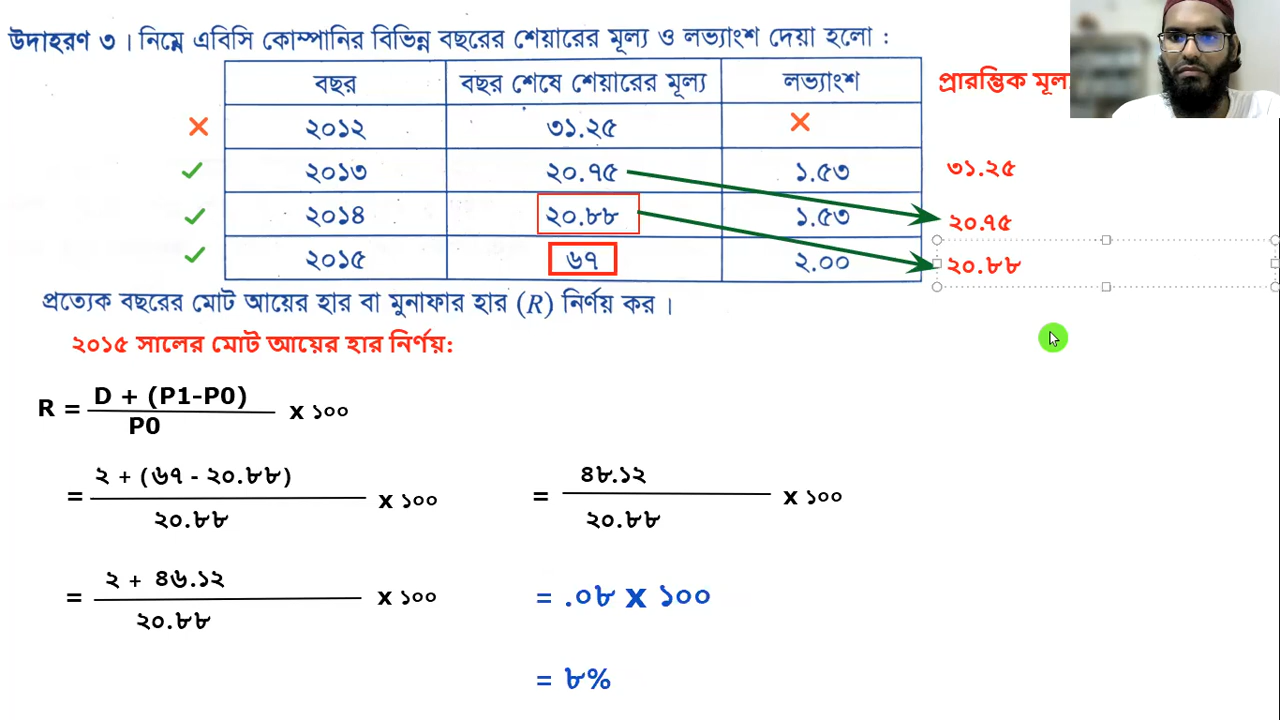 উদাহরণ ৩। নিম্নে এবিসি কোম্পানির বিভিন্ন বছরের শেয়ারের মূল্য ও লভ্যাংশ দেয়া হলো :
বছর বছর শেষে শেয়ারের মূল্য লভ্যাংশ প্রারম্ভিক
২০১২ ৩১.২৫
২০১৩ ২০.৭৫ ১.৫৩ ৩১.২৫
২০১৪ ২০.৮৮ ১.৫৩ ২০.৭৫
২০১৫ ৬৭ ২.০০ ২০.৮৮
প্রত্যেক বছরের মোট আয়ের হার বা মুনাফার হার (R) নির্ণয় কর।
২০১৫ সালের মোট আয়ের হার নির্ণয়:
R = D + (P1-P0)
P0
x ১০০
= ২ + (৬৭ - ২০.৮৮)
২০.৮৮
x ১০০
= ২ + ৪৬.১২
২০.৮৮
x ১০০
= ৪৮.১২
২০.৮৮
x ১০০
= .০৮ x ১০০
= ৮%